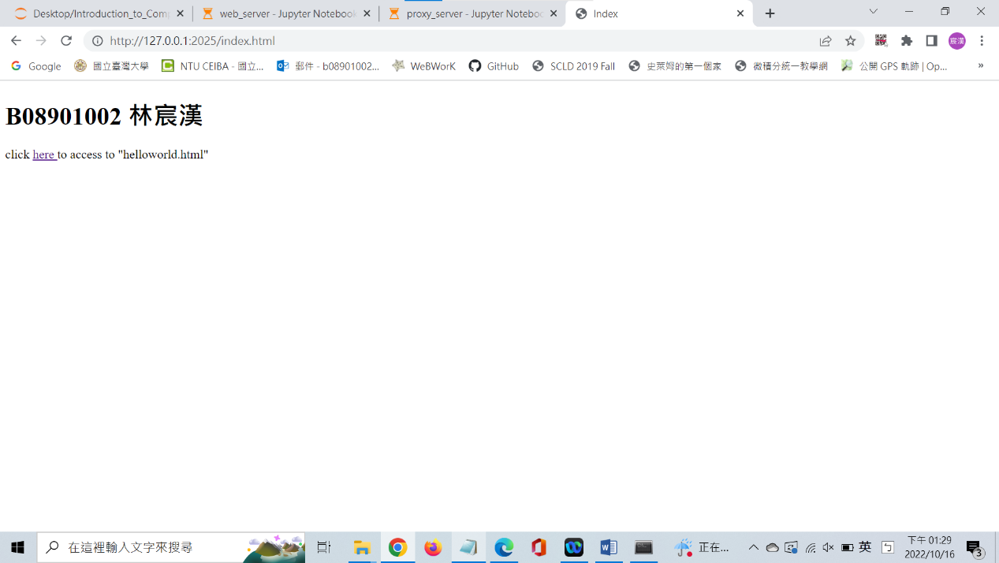 Desktop/Introduction_to_Comp
web_server - Jupyter Notebook
proxy_server - Jupyter Notebook
Index
http://127.0.0.1:2025/index.html
宸漢
Google
國立臺灣大學
NTU CEIBA - 國立...
郵件 - b08901002...
WeBWorK
GitHub
SCLD 2019 Fall
史萊姆的第一個家
微積分統一教學網
公開 GPS 軌跡 | Op...
»
B08901002 林宸漢
click here to access to "helloworld.html"
在這裡輸入文字來搜尋
正在...
英
下午 01:29
2022/10/16
3